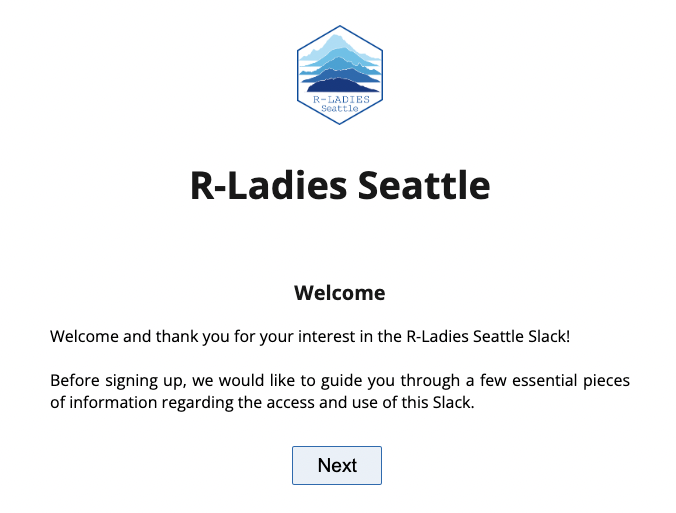 R-LADIES
Seattle
R-Ladies Seattle
Welcome
Welcome and thank you for your interest in the R-Ladies Seattle Slack!
Before signing up, we would like to guide you through a few essential pieces
of information regarding the access and use of this Slack.
Next